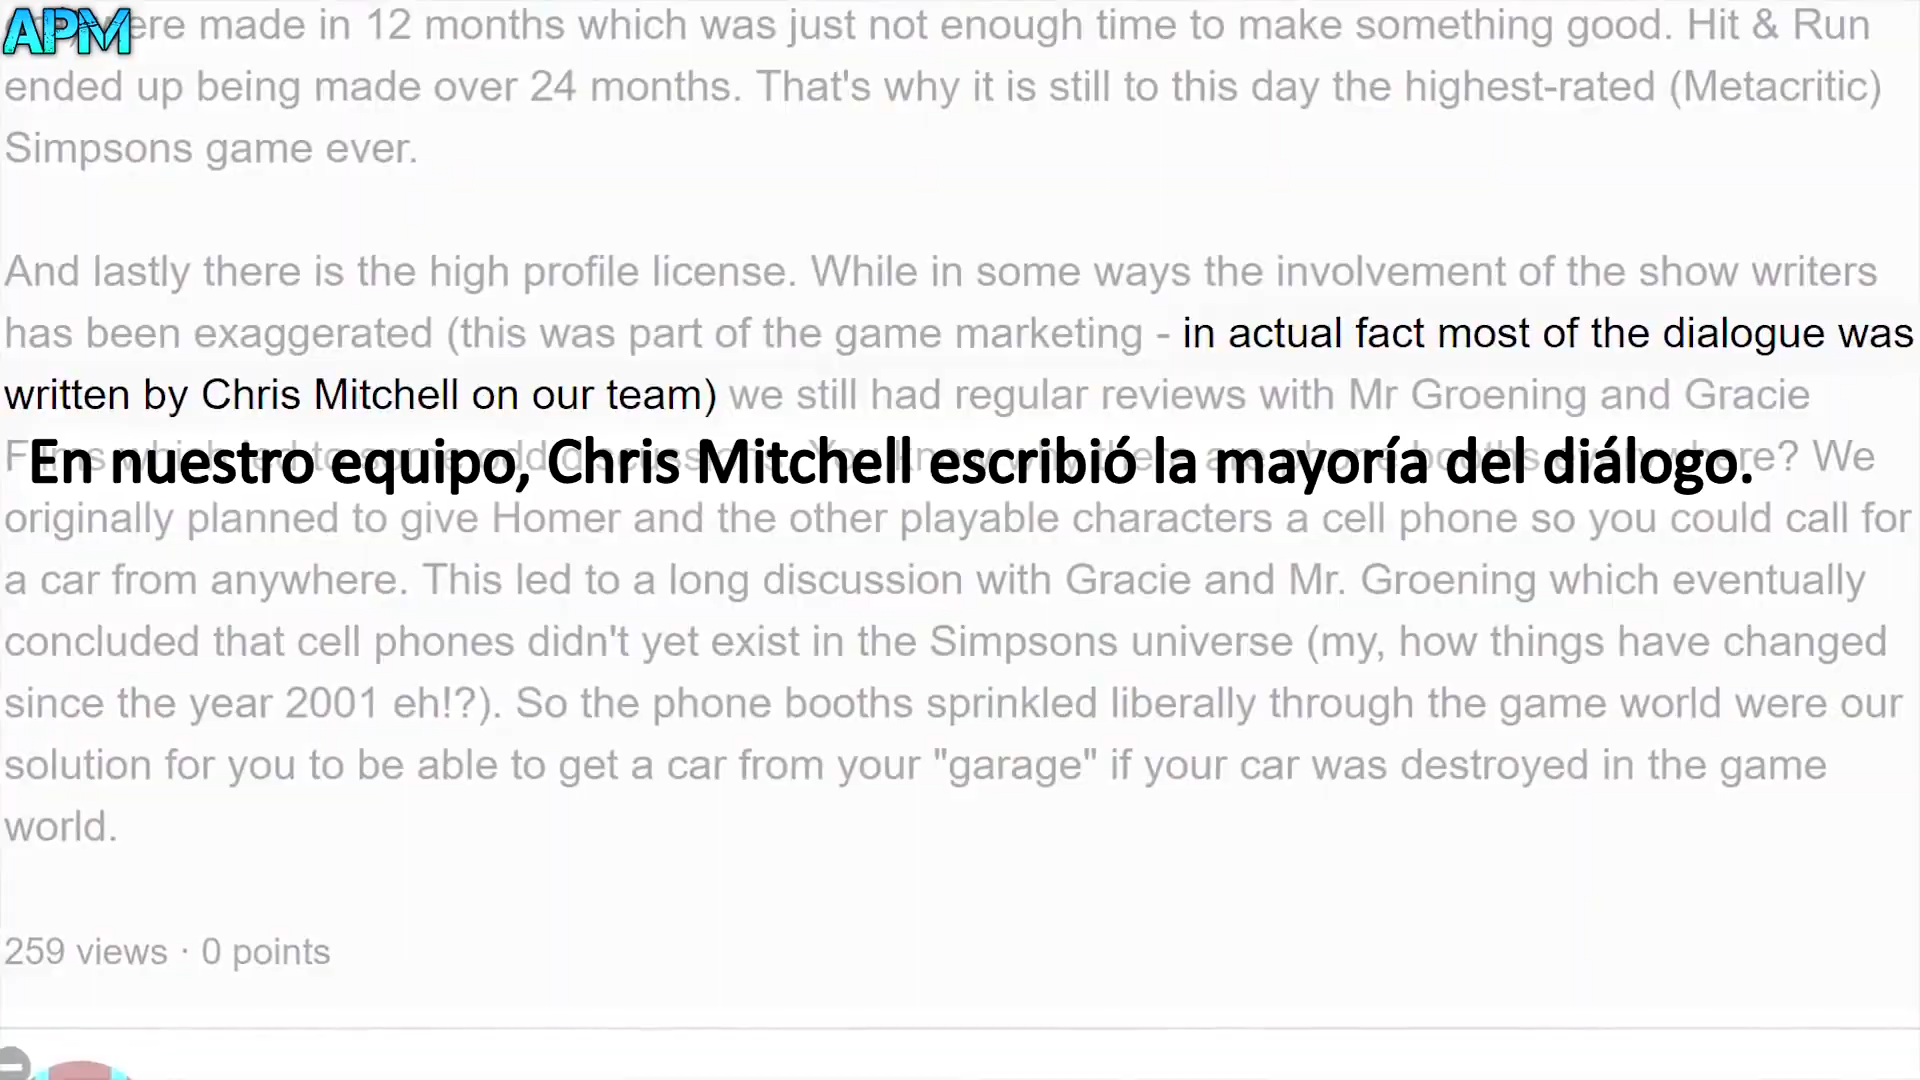 APM
ere made in 12 months which was just not enough time to make something good. Hit & Run
ended up being made over 24 months. That's why it is still to this day the highest-rated (Metacritic)
Simpsons game ever.
And lastly there is the high profile license. While in some ways the involvement of the show writers
has been exaggerated (this was part of the game marketing - in actual fact most of the dialogue was
written by Chris Mitchell on our team) we still had regular reviews with Mr Groening and Gracie
En nuestro equipo, Chris Mitchell escribió la mayoría del diálogo.
We
originally planned to give Homer and the other playable characters a cell phone so you could call for
a car from anywhere. This led to a long discussion with Gracie and Mr. Groening which eventually
concluded that cell phones didn't yet exist in the Simpsons universe (my, how things have changed
since the year 2001 eh!?). So the phone booths sprinkled liberally through the game world were our
solution for you to be able to get a car from your "garage" if your car was destroyed in the game
world.
259 views · 0 points